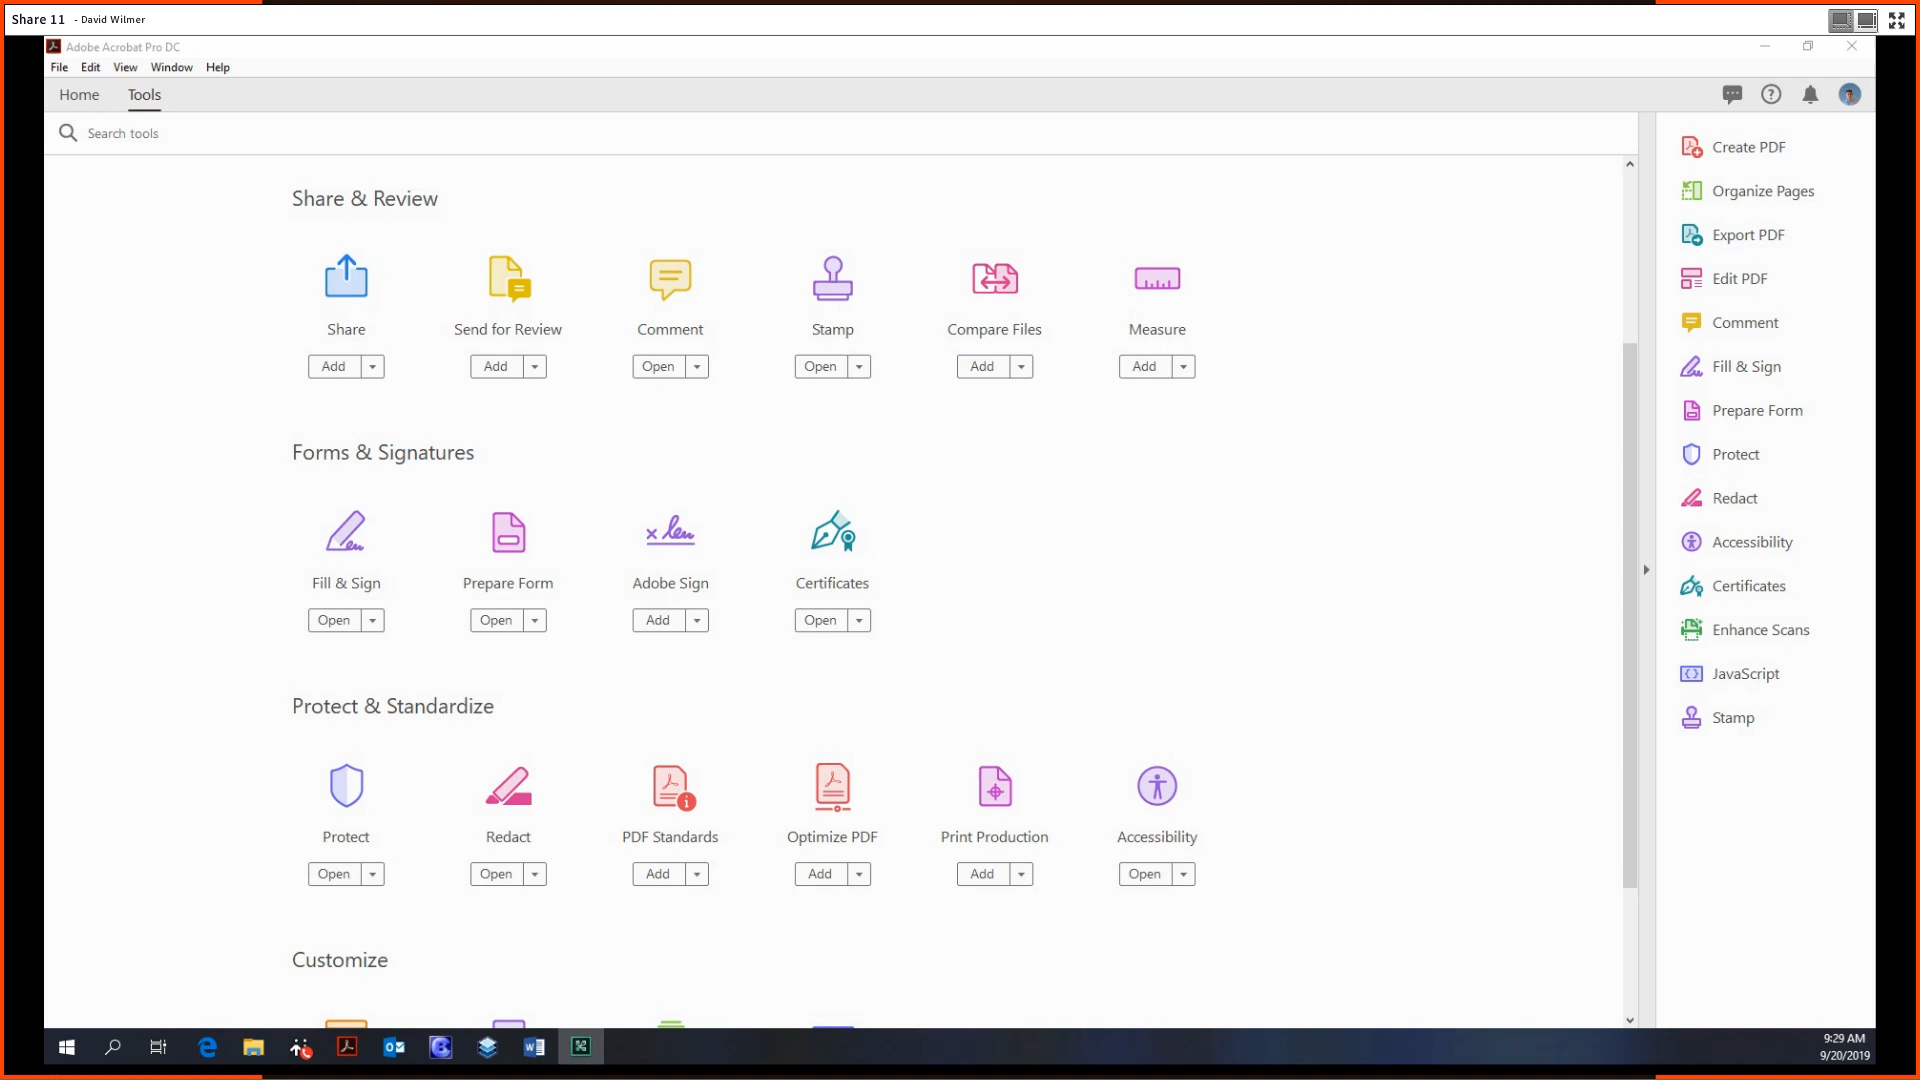 Share 11 - David Wilmer
Adobe Acrobat Pro DC
File Edit View Window Help
Home Tools
Search tools
Share & Review
Share Send for Review Comment Stamp Compare Files Measure
Add Add Open Open Add Add
Forms & Signatures
Fill & Sign Prepare Form Adobe Sign Certificates
Open Open Add Open
Protect & Standardize
Protect Redact PDF Standards Optimize PDF Print Production Accessibility
Open Open Add Add Add Open
Customize
Create PDF
Organize Pages
Export PDF
Edit PDF
Comment
Fill & Sign
Prepare Form
Protect
Redact
Accessibility
Certificates
Enhance Scans
JavaScript
Stamp
9:29 AM
9/20/2019